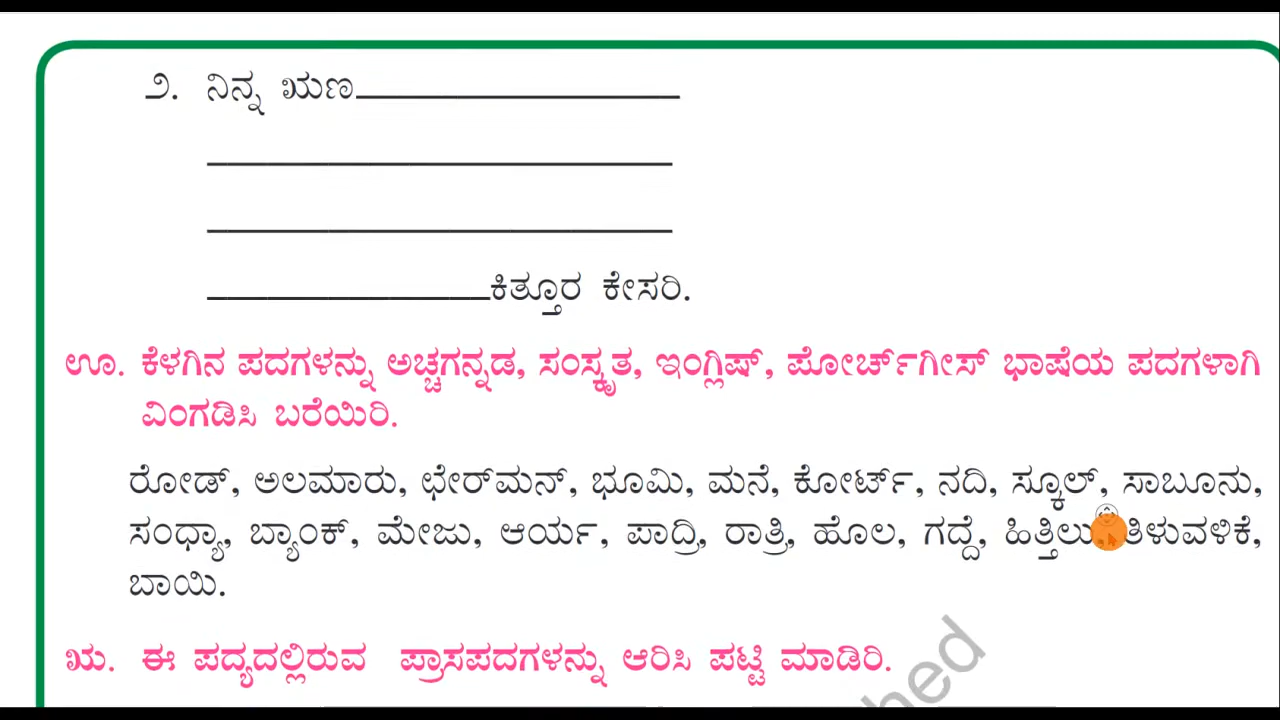 ೨. ನಿನ್ನ ಋಣ
ಕಿತ್ತೂರ ಕೇಸರಿ.
ಊ. ಕೆಳಗಿನ ಪದಗಳನ್ನು ಅಚ್ಚಗನ್ನಡ, ಸಂಸ್ಕೃತ, ಇಂಗ್ಲಿಷ್, ಪೋರ್ಚ್‌ಗೀಸ್ ಭಾಷೆಯ ಪದಗಳಾಗಿ
ವಿಂಗಡಿಸಿ ಬರೆಯಿರಿ.
ರೋಡ್, ಅಲಮಾರು, ಛೇರ್‌ಮನ್, ಭೂಮಿ, ಮನೆ, ಕೋರ್ಟ್, ನದಿ, ಸ್ಕೂಲ್, ಸಾಬೂನು,
ಸಂಧ್ಯಾ, ಬ್ಯಾಂಕ್, ಮೇಜು, ಆರ್ಯ, ಪಾದ್ರಿ, ರಾತ್ರಿ, ಹೊಲ, ಗದ್ದೆ, ಹಿತ್ತಿಲು, ತಿಳುವಳಿಕೆ,
ಬಾಯಿ.
ಋ. ಈ ಪದ್ಯದಲ್ಲಿರುವ ಪ್ರಾಸಪದಗಳನ್ನು ಆರಿಸಿ ಪಟ್ಟಿ ಮಾಡಿರಿ.
hed